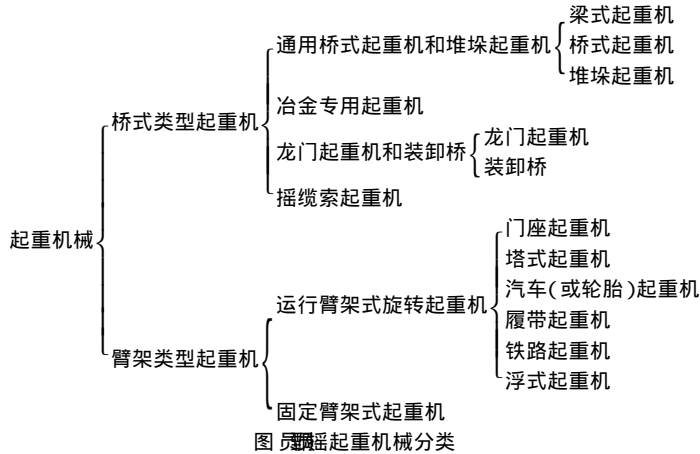 起重机械
桥式类型起重机
通用桥式起重机和堆垛起重机
梁式起重机
桥式起重机
堆垛起重机
冶金专用起重机
龙门起重机和装卸桥
龙门起重机
装卸桥
摇缆索起重机
臂架类型起重机
运行臂架式旋转起重机
门座起重机
塔式起重机
汽车(或轮胎)起重机
履带起重机
铁路起重机
浮式起重机
固定臂架式起重机
图 员 摇起重机械分类